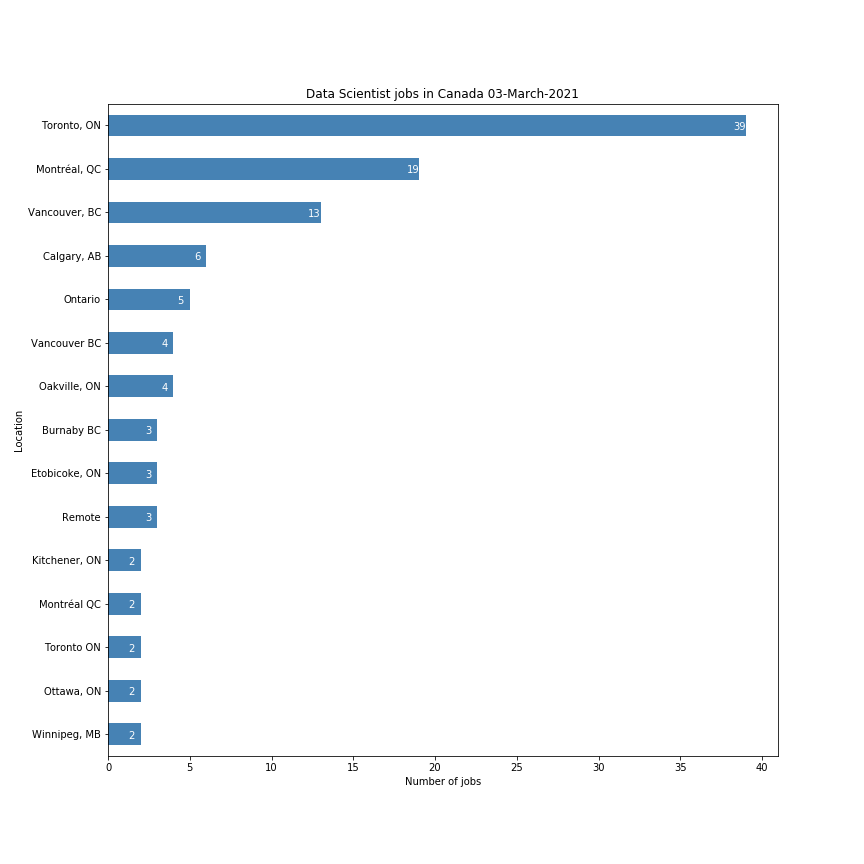 Data Scientist jobs in Canada 03-March-2021
Toronto, ON 39
Montréal, QC 19
Vancouver, BC 13
Calgary, AB 6
Ontario 5
Vancouver BC 4
Oakville, ON 4
Burnaby BC 3
Etobicoke, ON 3
Remote 3
Kitchener, ON 2
Montréal QC 2
Toronto ON 2
Ottawa, ON 2
Winnipeg, MB 2
Location
0 5 10 15 20 25 30 35 40
Number of jobs